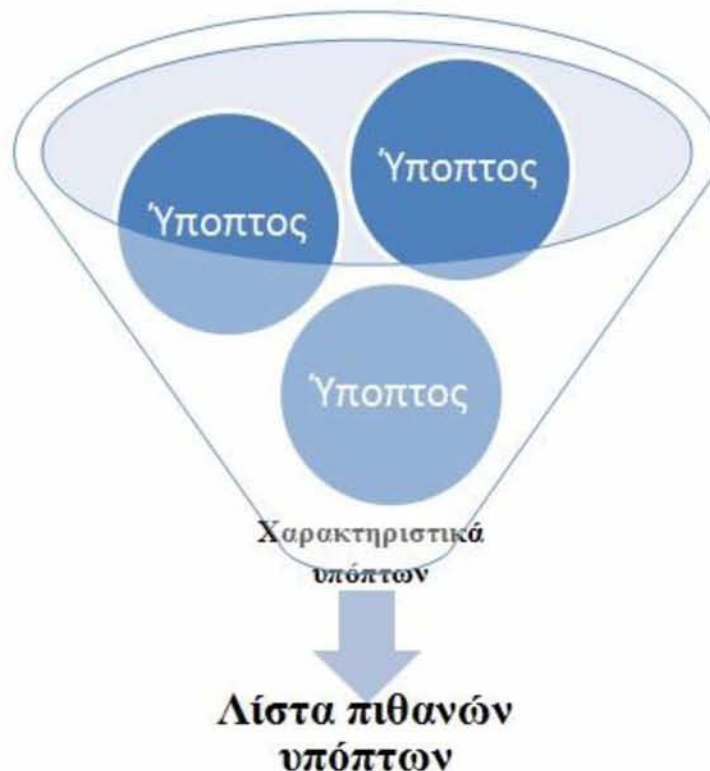 Ύποπτος
Ύποπτος
Ύποπτος
Χαρακτηριστικά
υπόπτων
Λίστα πιθανών
υπόπτων